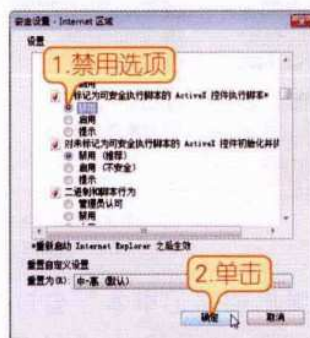 安全设置 - Internet 区域
设置
1.禁用选项
启用
标记为可安全执行脚本的 ActiveX 控件执行脚本*
禁用
启用
提示
对未标记为可安全执行脚本的 ActiveX 控件初始化并执
禁用 (推荐)
启用 (不安全)
提示
二进制和脚本行为
管理员认可
禁用
*重新启动 Internet Explorer 之后生效
重置自定义设置
重置为(R): 中-高 (默认)
2.单击
确定
取消